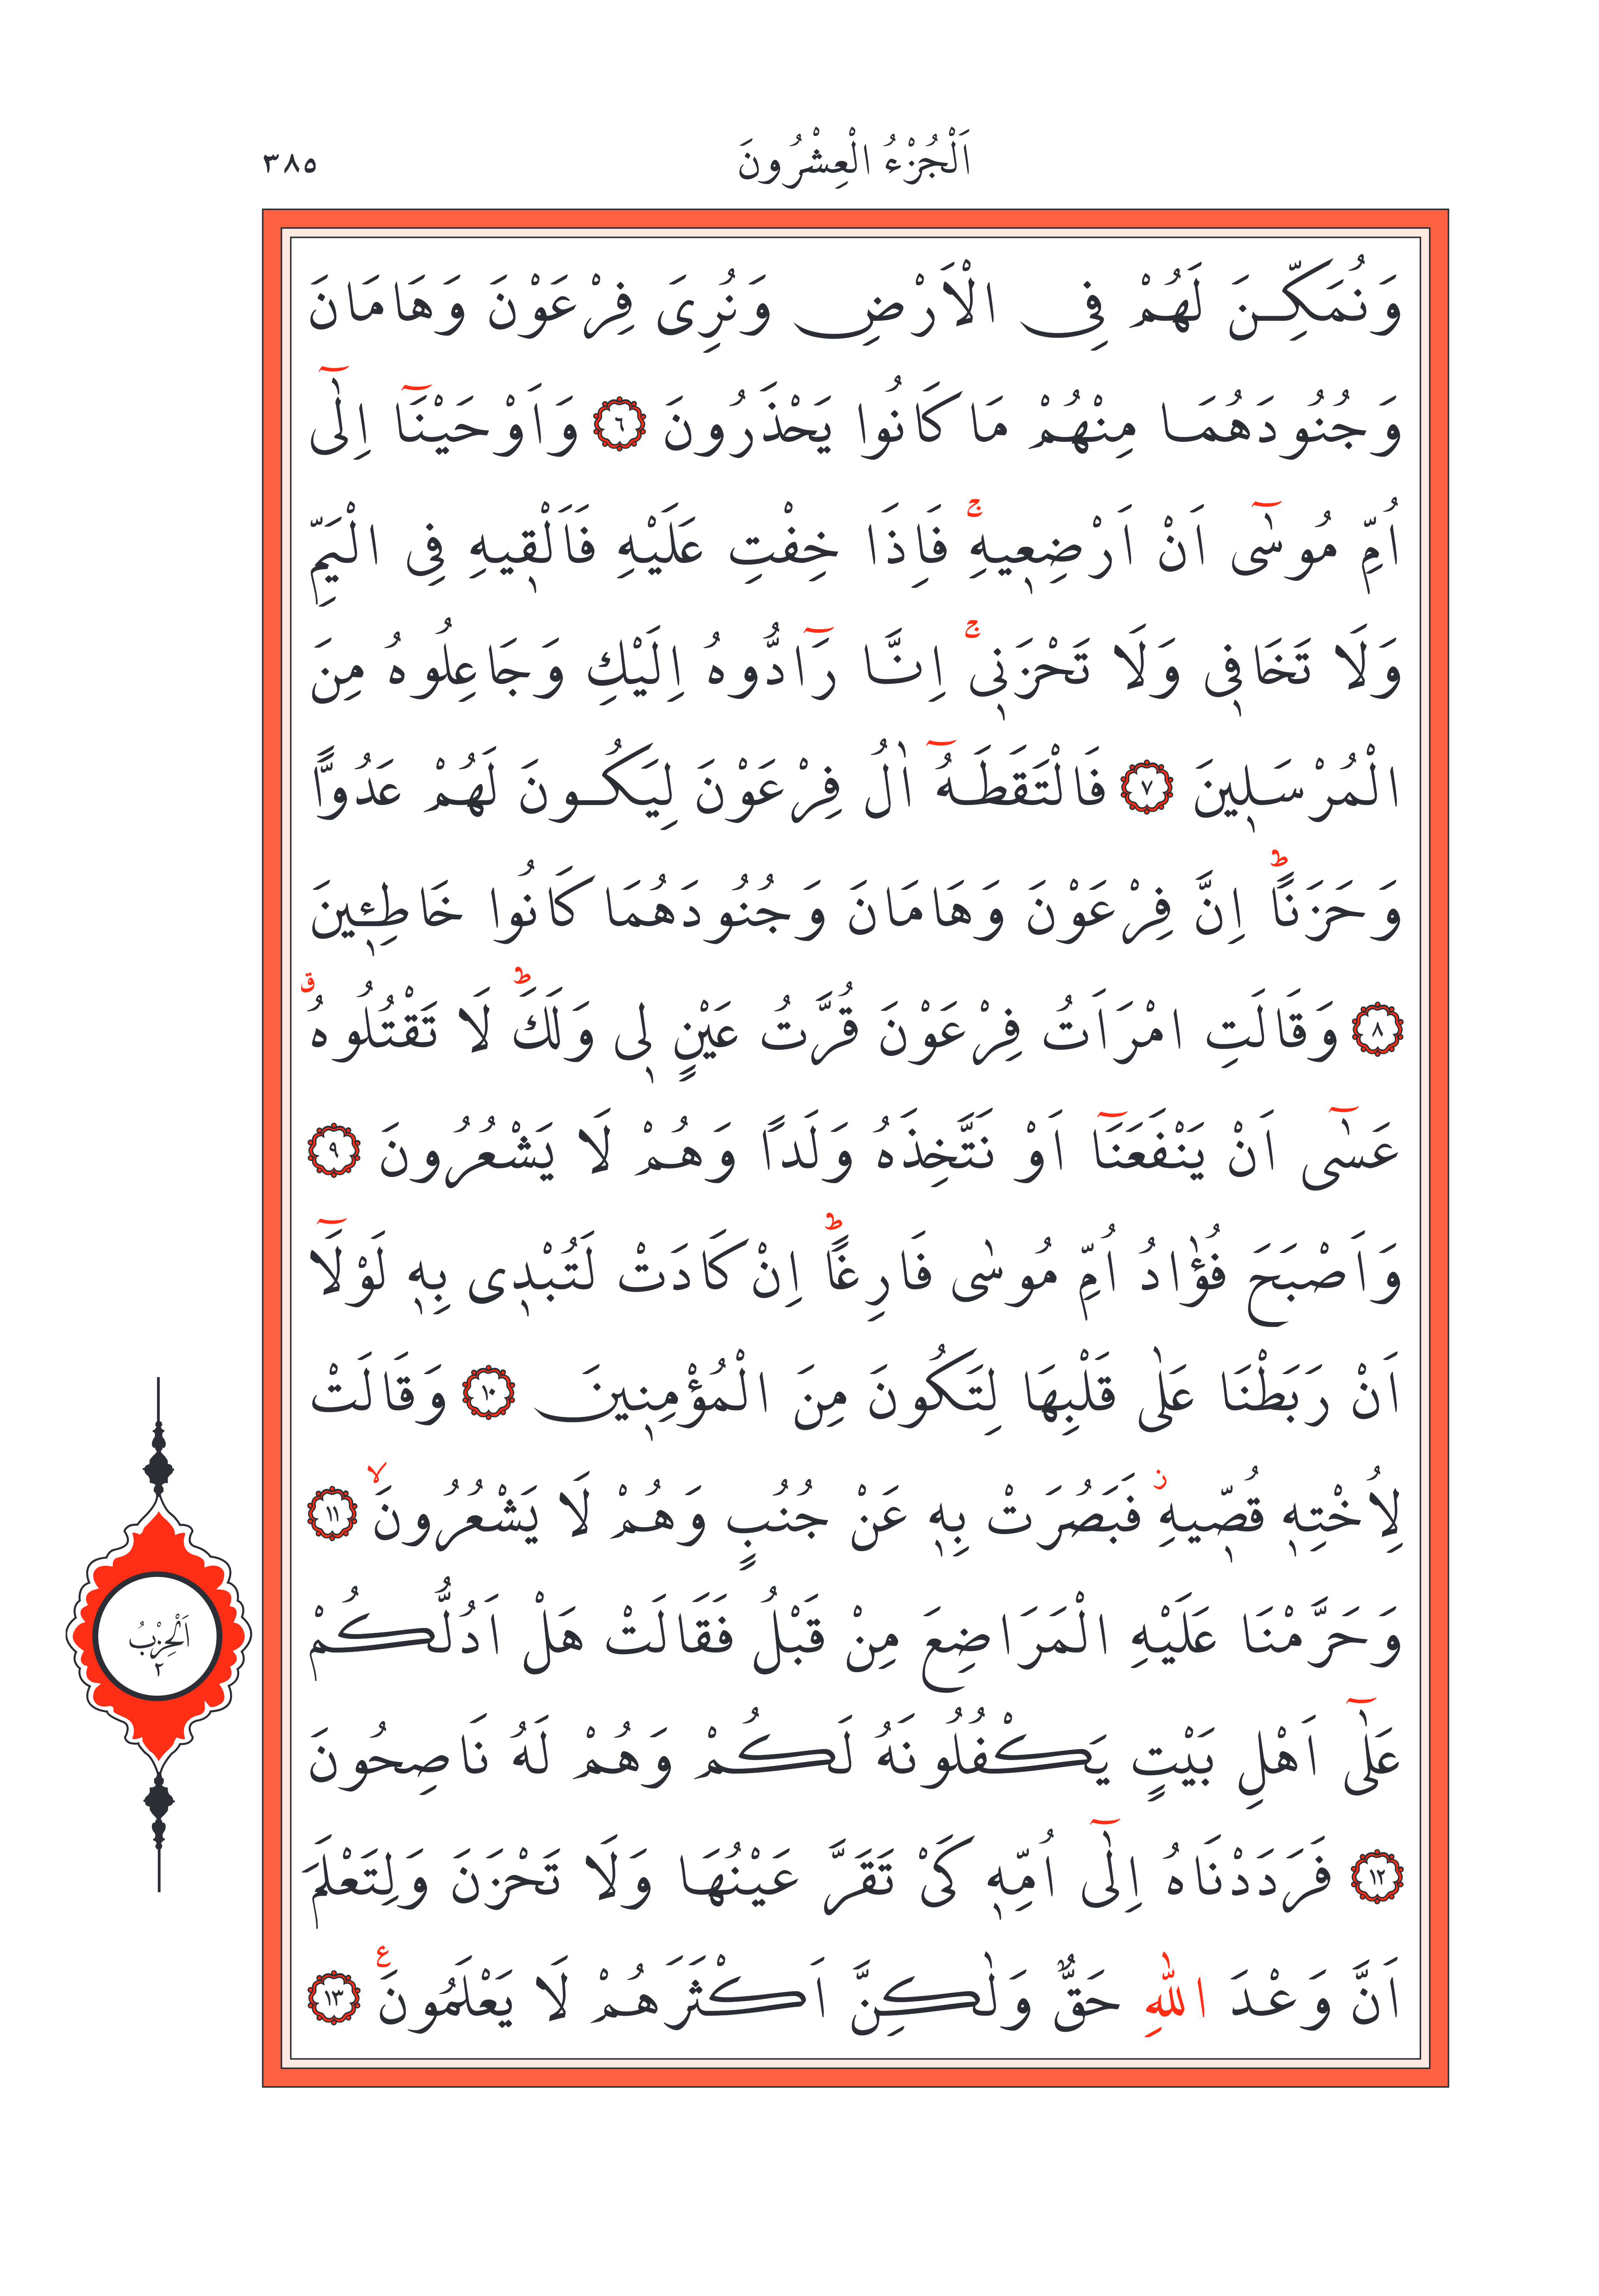 اَلْجُزْءُ الْعِشْرُونَ ٣٨٥
وَنُمَكِّنَ لَهُمْ فِى الْاَرْضِ وَنُرِىَ فِرْعَوْنَ وَهَامَانَ
وَجُنُودَهُمَا مِنْهُمْ مَا كَانُوا يَحْذَرُونَ ٦ وَاَوْحَيْنَٓا اِلٰٓى
اُمِّ مُوسٰٓى اَنْ اَرْضِعٖيهِۚ فَاِذَا خِفْتِ عَلَيْهِ فَاَلْقٖيهِ فِى الْيَمِّ
وَلَا تَخَافٖى وَلَا تَحْزَنٖىۚ اِنَّا رَٓادُّوهُ اِلَيْكِ وَجَاعِلُوهُ مِنَ
الْمُرْسَلٖينَ ٧ فَالْتَقَطَهُٓ اٰلُ فِرْعَوْنَ لِيَكُونَ لَهُمْ عَدُوًّا
وَحَزَنًاؕ اِنَّ فِرْعَوْنَ وَهَامَانَ وَجُنُودَهُمَا كَانُوا خَاطِـٖٔينَ
٨ وَقَالَتِ امْرَاَتُ فِرْعَوْنَ قُرَّتُ عَيْنٍ لٖى وَلَكَؕ لَا تَقْتُلُوهُࣗ
عَسٰٓى اَنْ يَنْفَعَنَٓا اَوْ نَتَّخِذَهُ وَلَدًا وَهُمْ لَا يَشْعُرُونَ ٩
وَاَصْبَحَ فُؤٰادُ اُمِّ مُوسٰى فَارِغًاؕ اِنْ كَادَتْ لَتُبْدٖى بِهٖ لَوْلَٓا
اَنْ رَبَطْنَا عَلٰى قَلْبِهَا لِتَكُونَ مِنَ الْمُؤْمِنٖينَ ١٠ وَقَالَتْ
لِاُخْتِهٖ قُصّٖيهِؗ فَبَصُرَتْ بِهٖ عَنْ جُنُبٍ وَهُمْ لَا يَشْعُرُونَۙ ١١
وَحَرَّمْنَا عَلَيْهِ الْمَرَاضِعَ مِنْ قَبْلُ فَقَالَتْ هَلْ اَدُلُّكُمْ
عَلٰٓى اَهْلِ بَيْتٍ يَكْفُلُونَهُ لَكُمْ وَهُمْ لَهُ نَاصِحُونَ
١٢ فَرَدَدْنَاهُ اِلٰٓى اُمِّهٖ كَىْ تَقَرَّ عَيْنُهَا وَلَا تَحْزَنَ وَلِتَعْلَمَ
اَنَّ وَعْدَ اللّٰهِ حَقٌّ وَلٰكِنَّ اَكْثَرَهُمْ لَا يَعْلَمُونَࣖ ١٣
اَلْحِزْبُ
٢